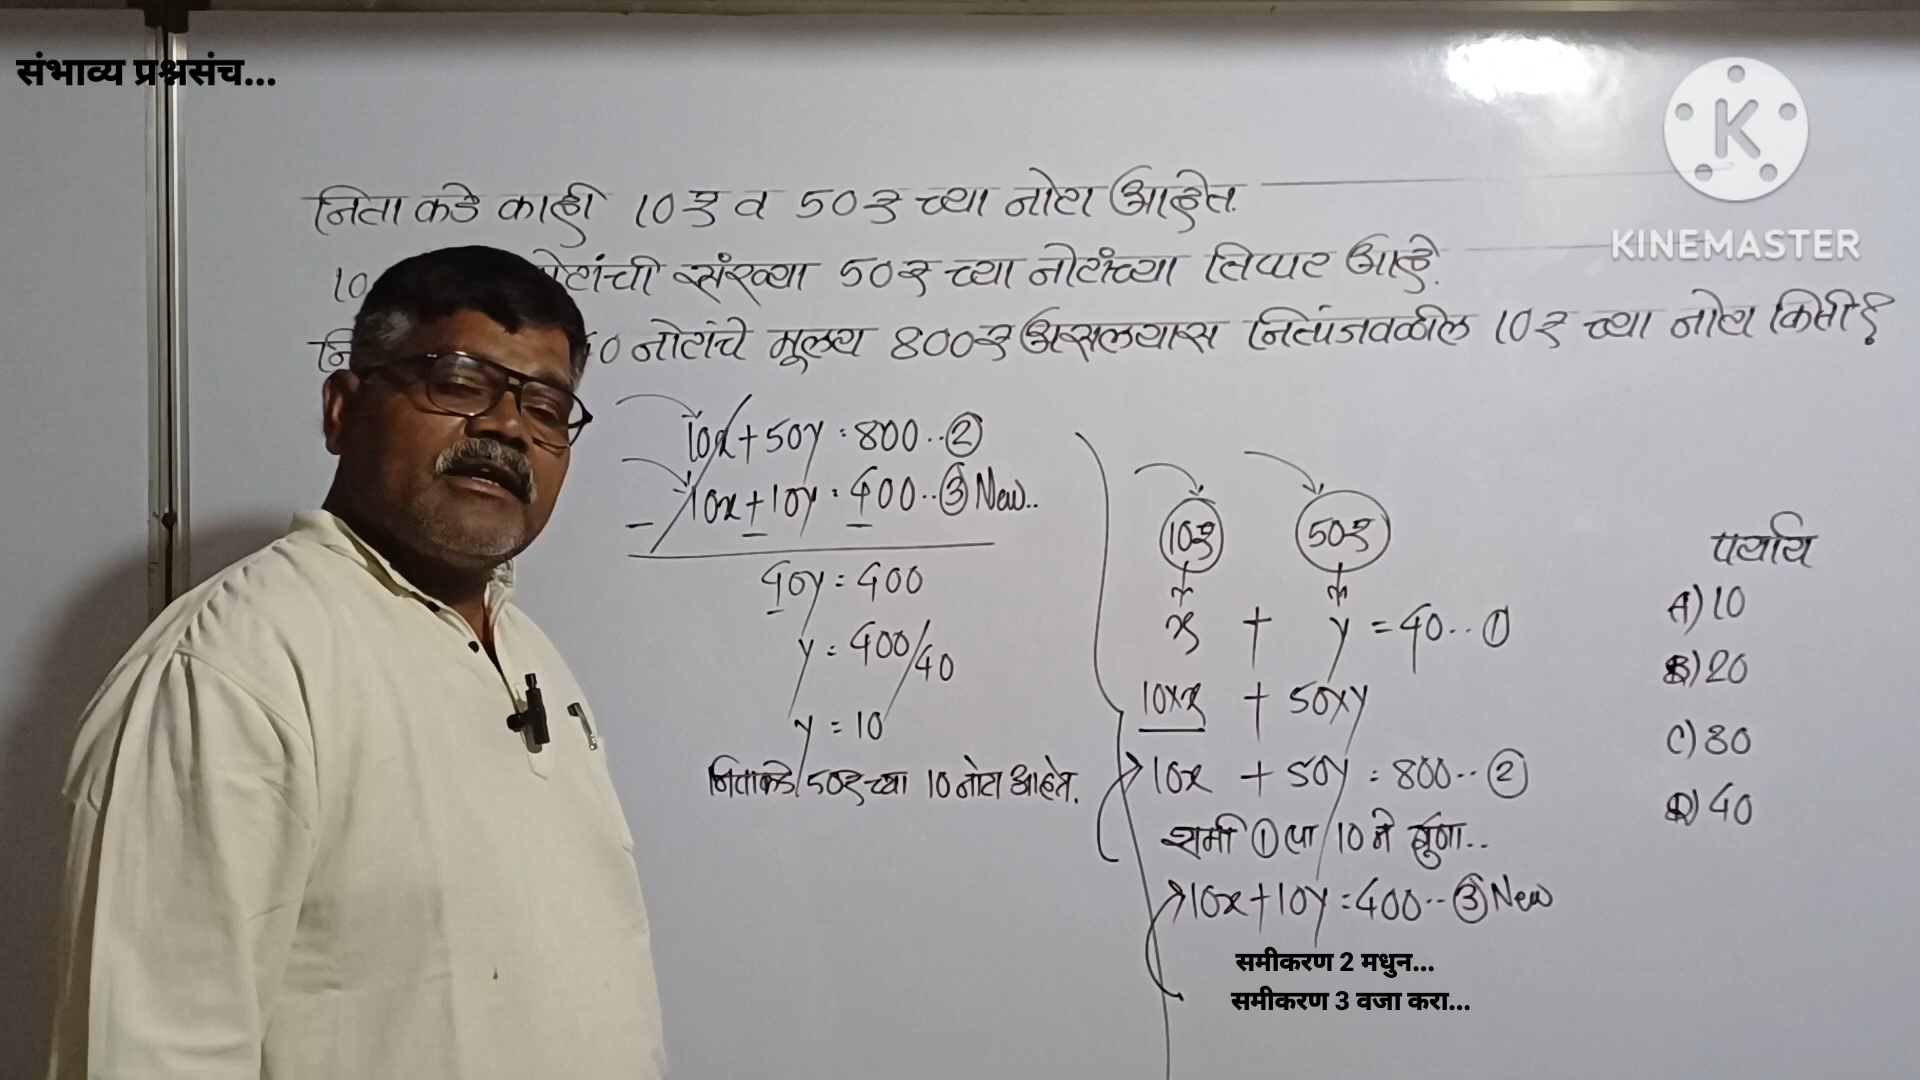 संभाव्य प्रश्नसंच...
KINEMASTER
निता कडे काही 10रु व 50रु च्या नोटा आहेत.
10 नोटांची संख्या 50रु च्या नोटांच्या तिप्पट आहे.
नि 40 नोटांचे मूल्य 800रु असल्यास नितांजवळील 10रु च्या नोटा किती?
10x+50y=800..②
10x+10y=400..③ New..
40y=400
y=400/40
y=10
निताकडे 50रु च्या 10 नोटा आहेत.
10रु 50रु
x + y =40..①
10xx + 50xy
10x +50y=800..②
समी ① ला 10 ने गुणा..
10x+10y=400..③ New
समीकरण 2 मधुन...
समीकरण 3 वजा करा...
पर्याय
A) 10
B) 20
C) 30
D) 40